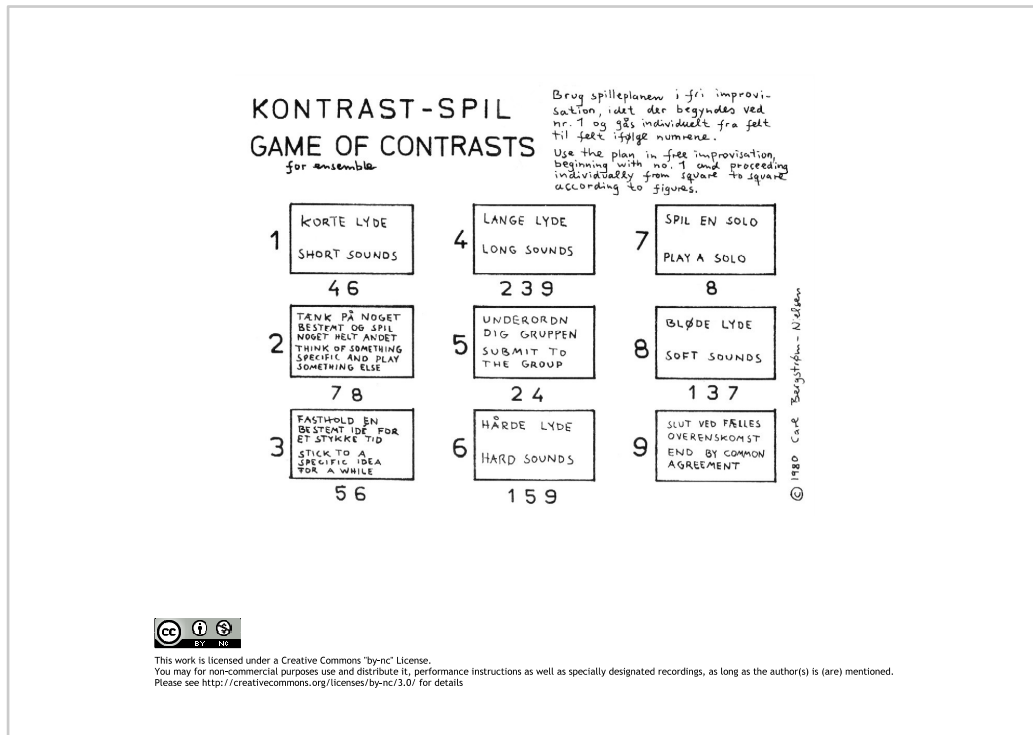 KONTRAST-SPIL
GAME OF CONTRASTS
for ensemble
Brug spilleplanen i fri improvi-
sation, idet der begyndes ved
nr. 1 og gås individuelt fra felt
til felt ifølge numrene.
Use the plan in free improvisation,
beginning with no. 1 and proceeding
individually from square to square
according to figures.
1
KORTE LYDE
SHORT SOUNDS
4 6
2
TÆNK PÅ NOGET
BESTEMT OG SPIL
NOGET HELT ANDET
THINK OF SOMETHING
SPECIFIC AND PLAY
SOMETHING ELSE
7 8
3
FASTHOLD EN
BESTEMT IDÉ FOR
ET STYKKE TID
STICK TO A
SPECIFIC IDEA
FOR A WHILE
5 6
4
LANGE LYDE
LONG SOUNDS
2 3 9
5
UNDERORDN
DIG GRUPPEN
SUBMIT TO
THE GROUP
2 4
6
HÅRDE LYDE
HARD SOUNDS
1 5 9
7
SPIL EN SOLO
PLAY A SOLO
8
8
BLØDE LYDE
SOFT SOUNDS
1 3 7
9
SLUT VED FÆLLES
OVERENSKOMST
END BY COMMON
AGREEMENT
© 1980 Carl Bergstrøm-Nielsen
cc
BY NC
This work is licensed under a Creative Commons "by-nc" License.
You may for non-commercial purposes use and distribute it, performance instructions as well as specially designated recordings, as long as the author(s) is (are) mentioned.
Please see http://creativecommons.org/licenses/by-nc/3.0/ for details